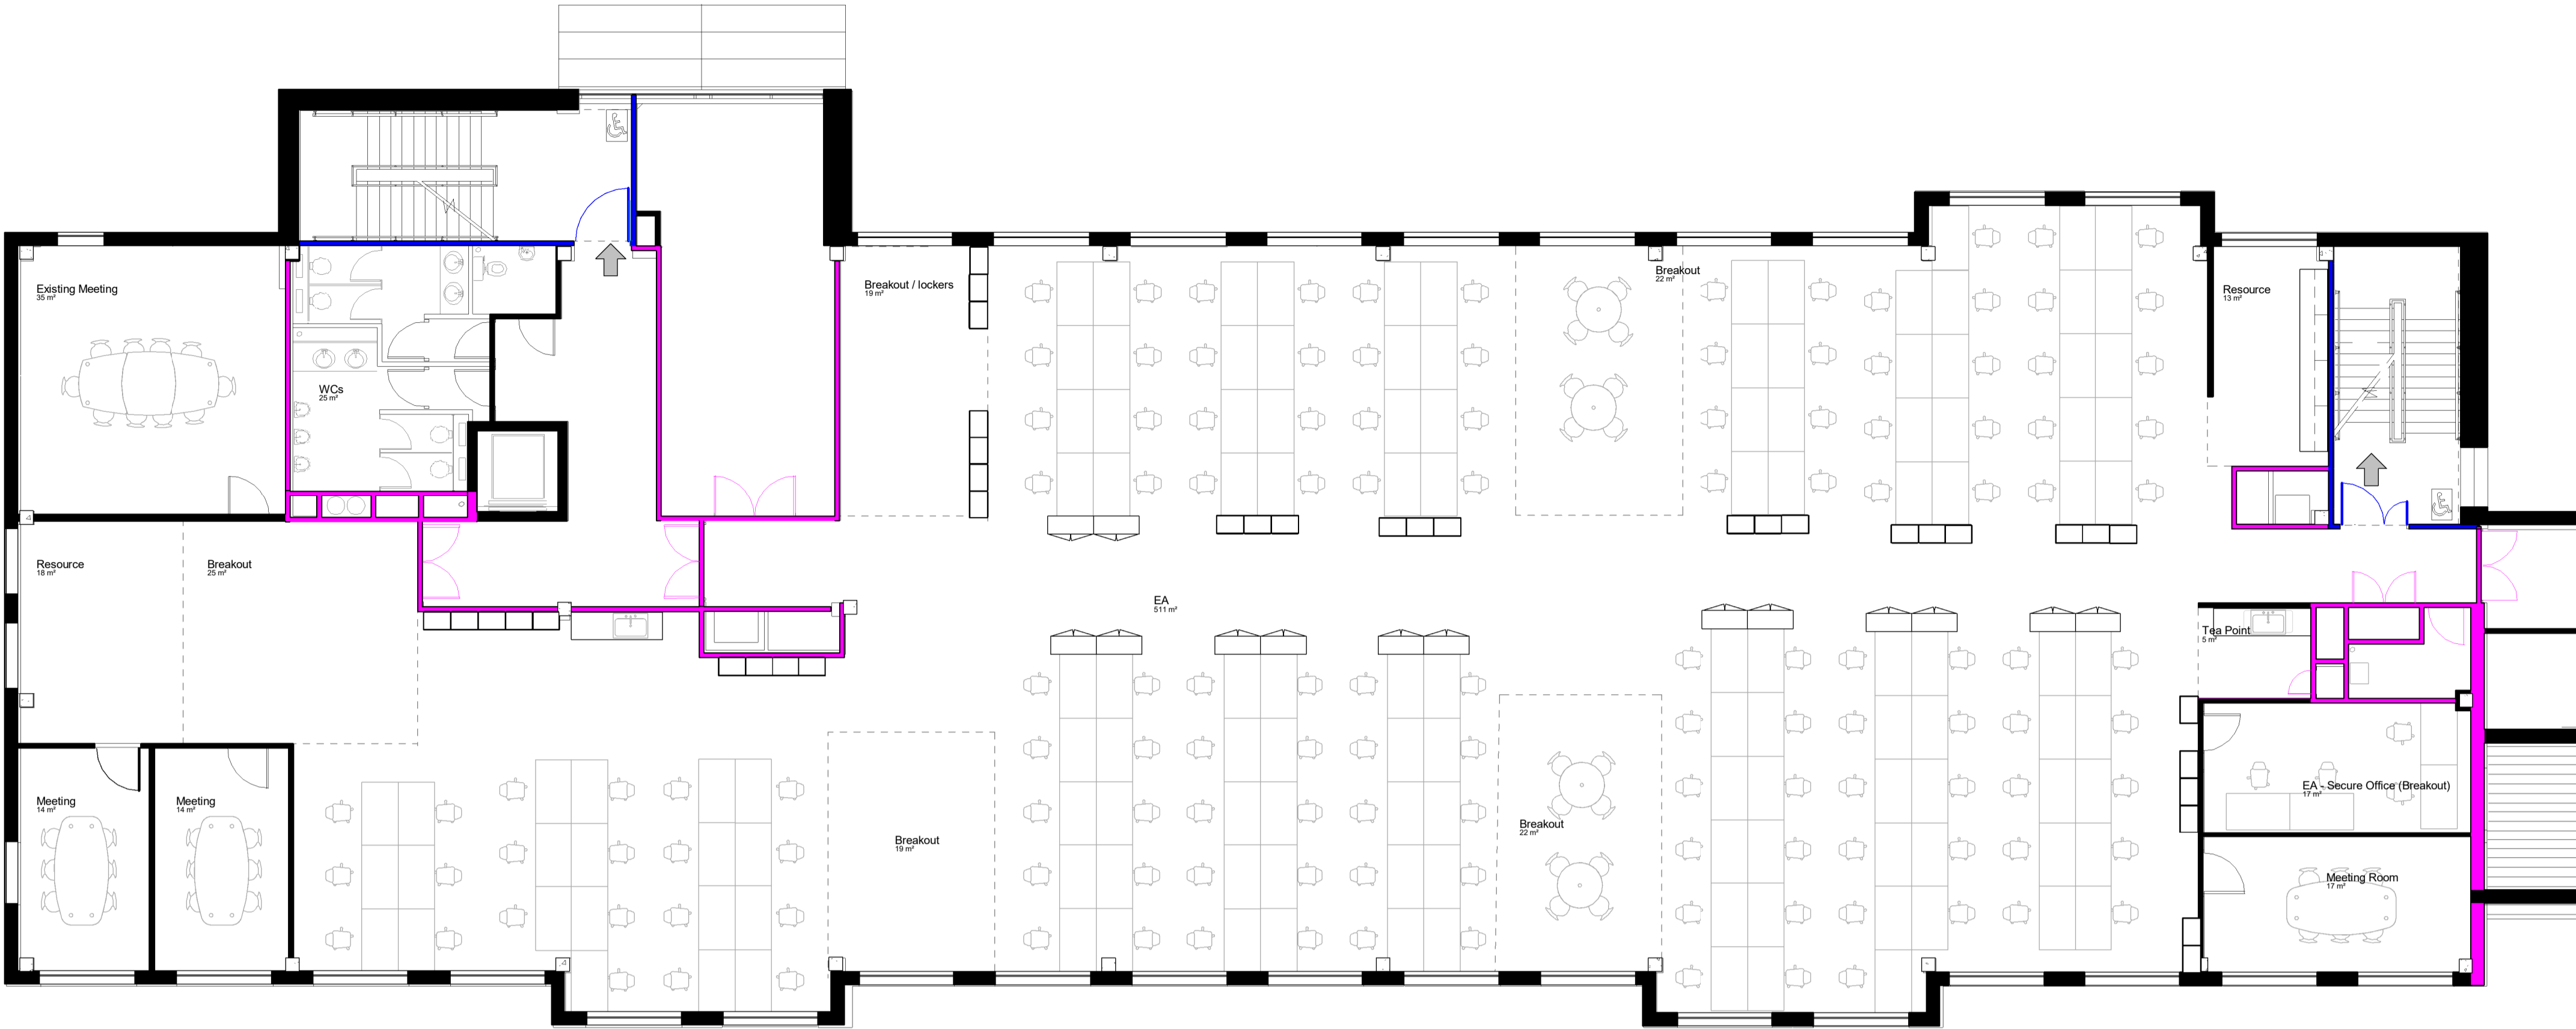 Breakout
22 m²
Existing Meeting
35 m²
Breakout / lockers
19 m²
Resource
13 m²
WCs
25 m²
Resource
18 m²
Breakout
25 m²
EA
511 m²
Tea Point
5 m²
Meeting
14 m²
Meeting
14 m²
Breakout
19 m²
Breakout
22 m²
EA - Secure Office (Breakout)
17 m²
Meeting Room
17 m²